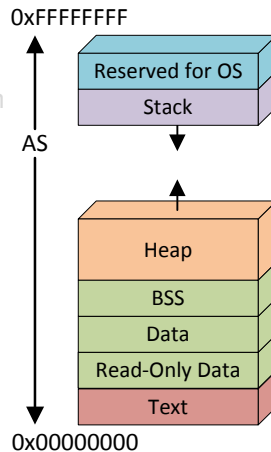 0xFFFFFFFF
Reserved for OS
Stack
AS
Heap
BSS
Data
Read-Only Data
Text
0x00000000